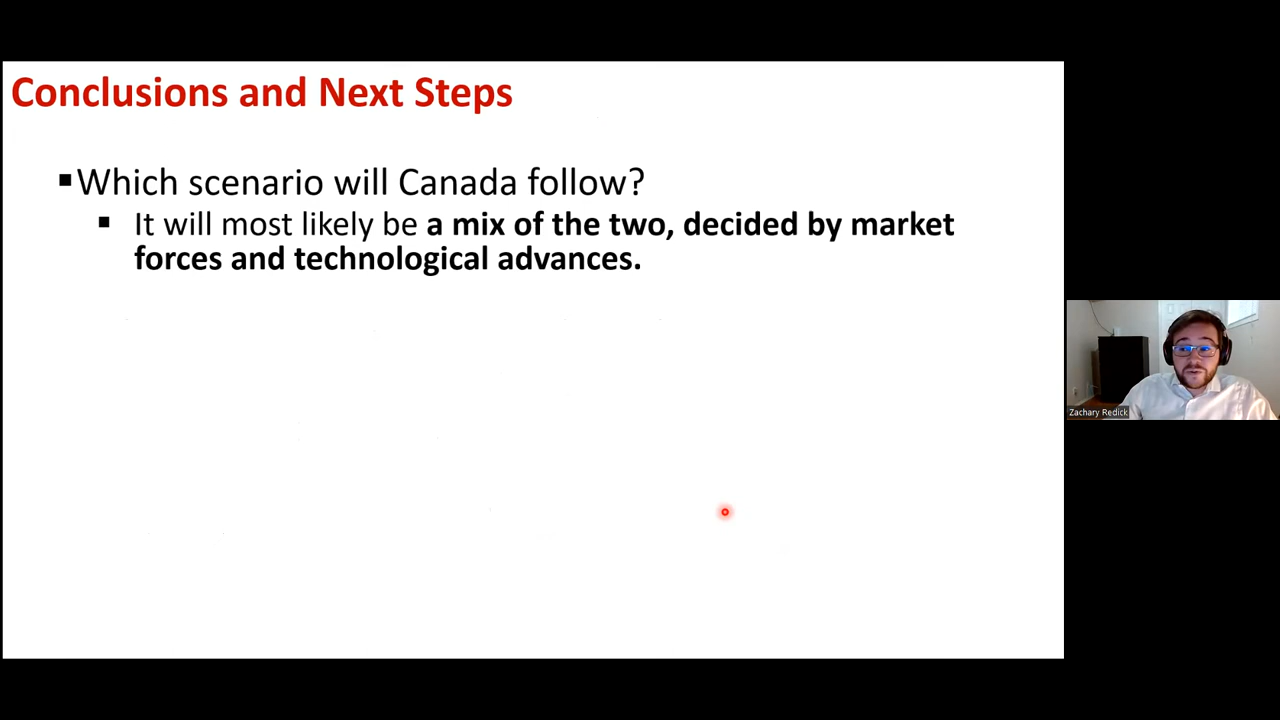 Conclusions and Next Steps
▪Which scenario will Canada follow?
▪ It will most likely be a mix of the two, decided by market
forces and technological advances.
Zachary Redick